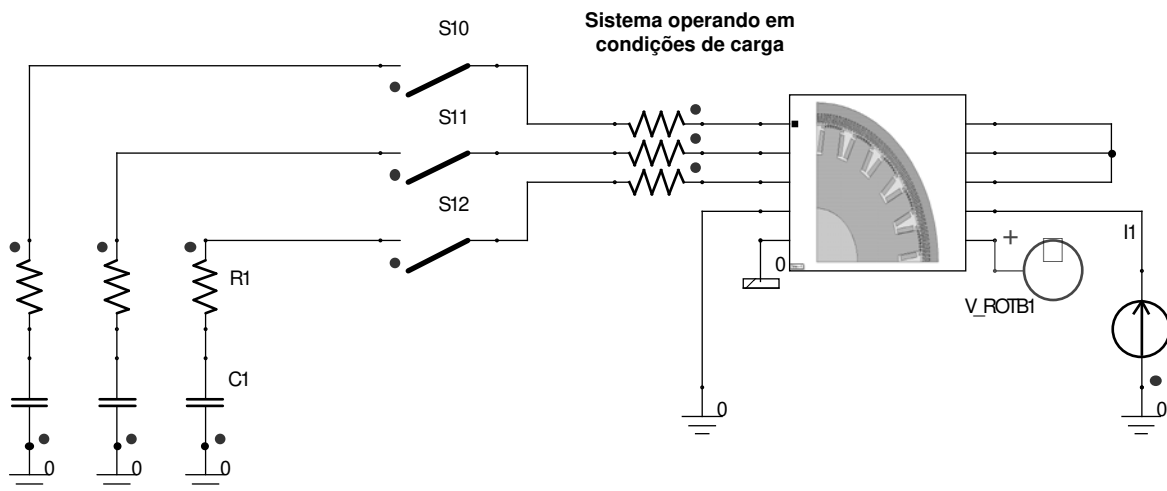 Sistema operando em
condições de carga
S10
S11
S12
R1
C1
0
0
0
0
0
+
I1
V_ROTB1
0